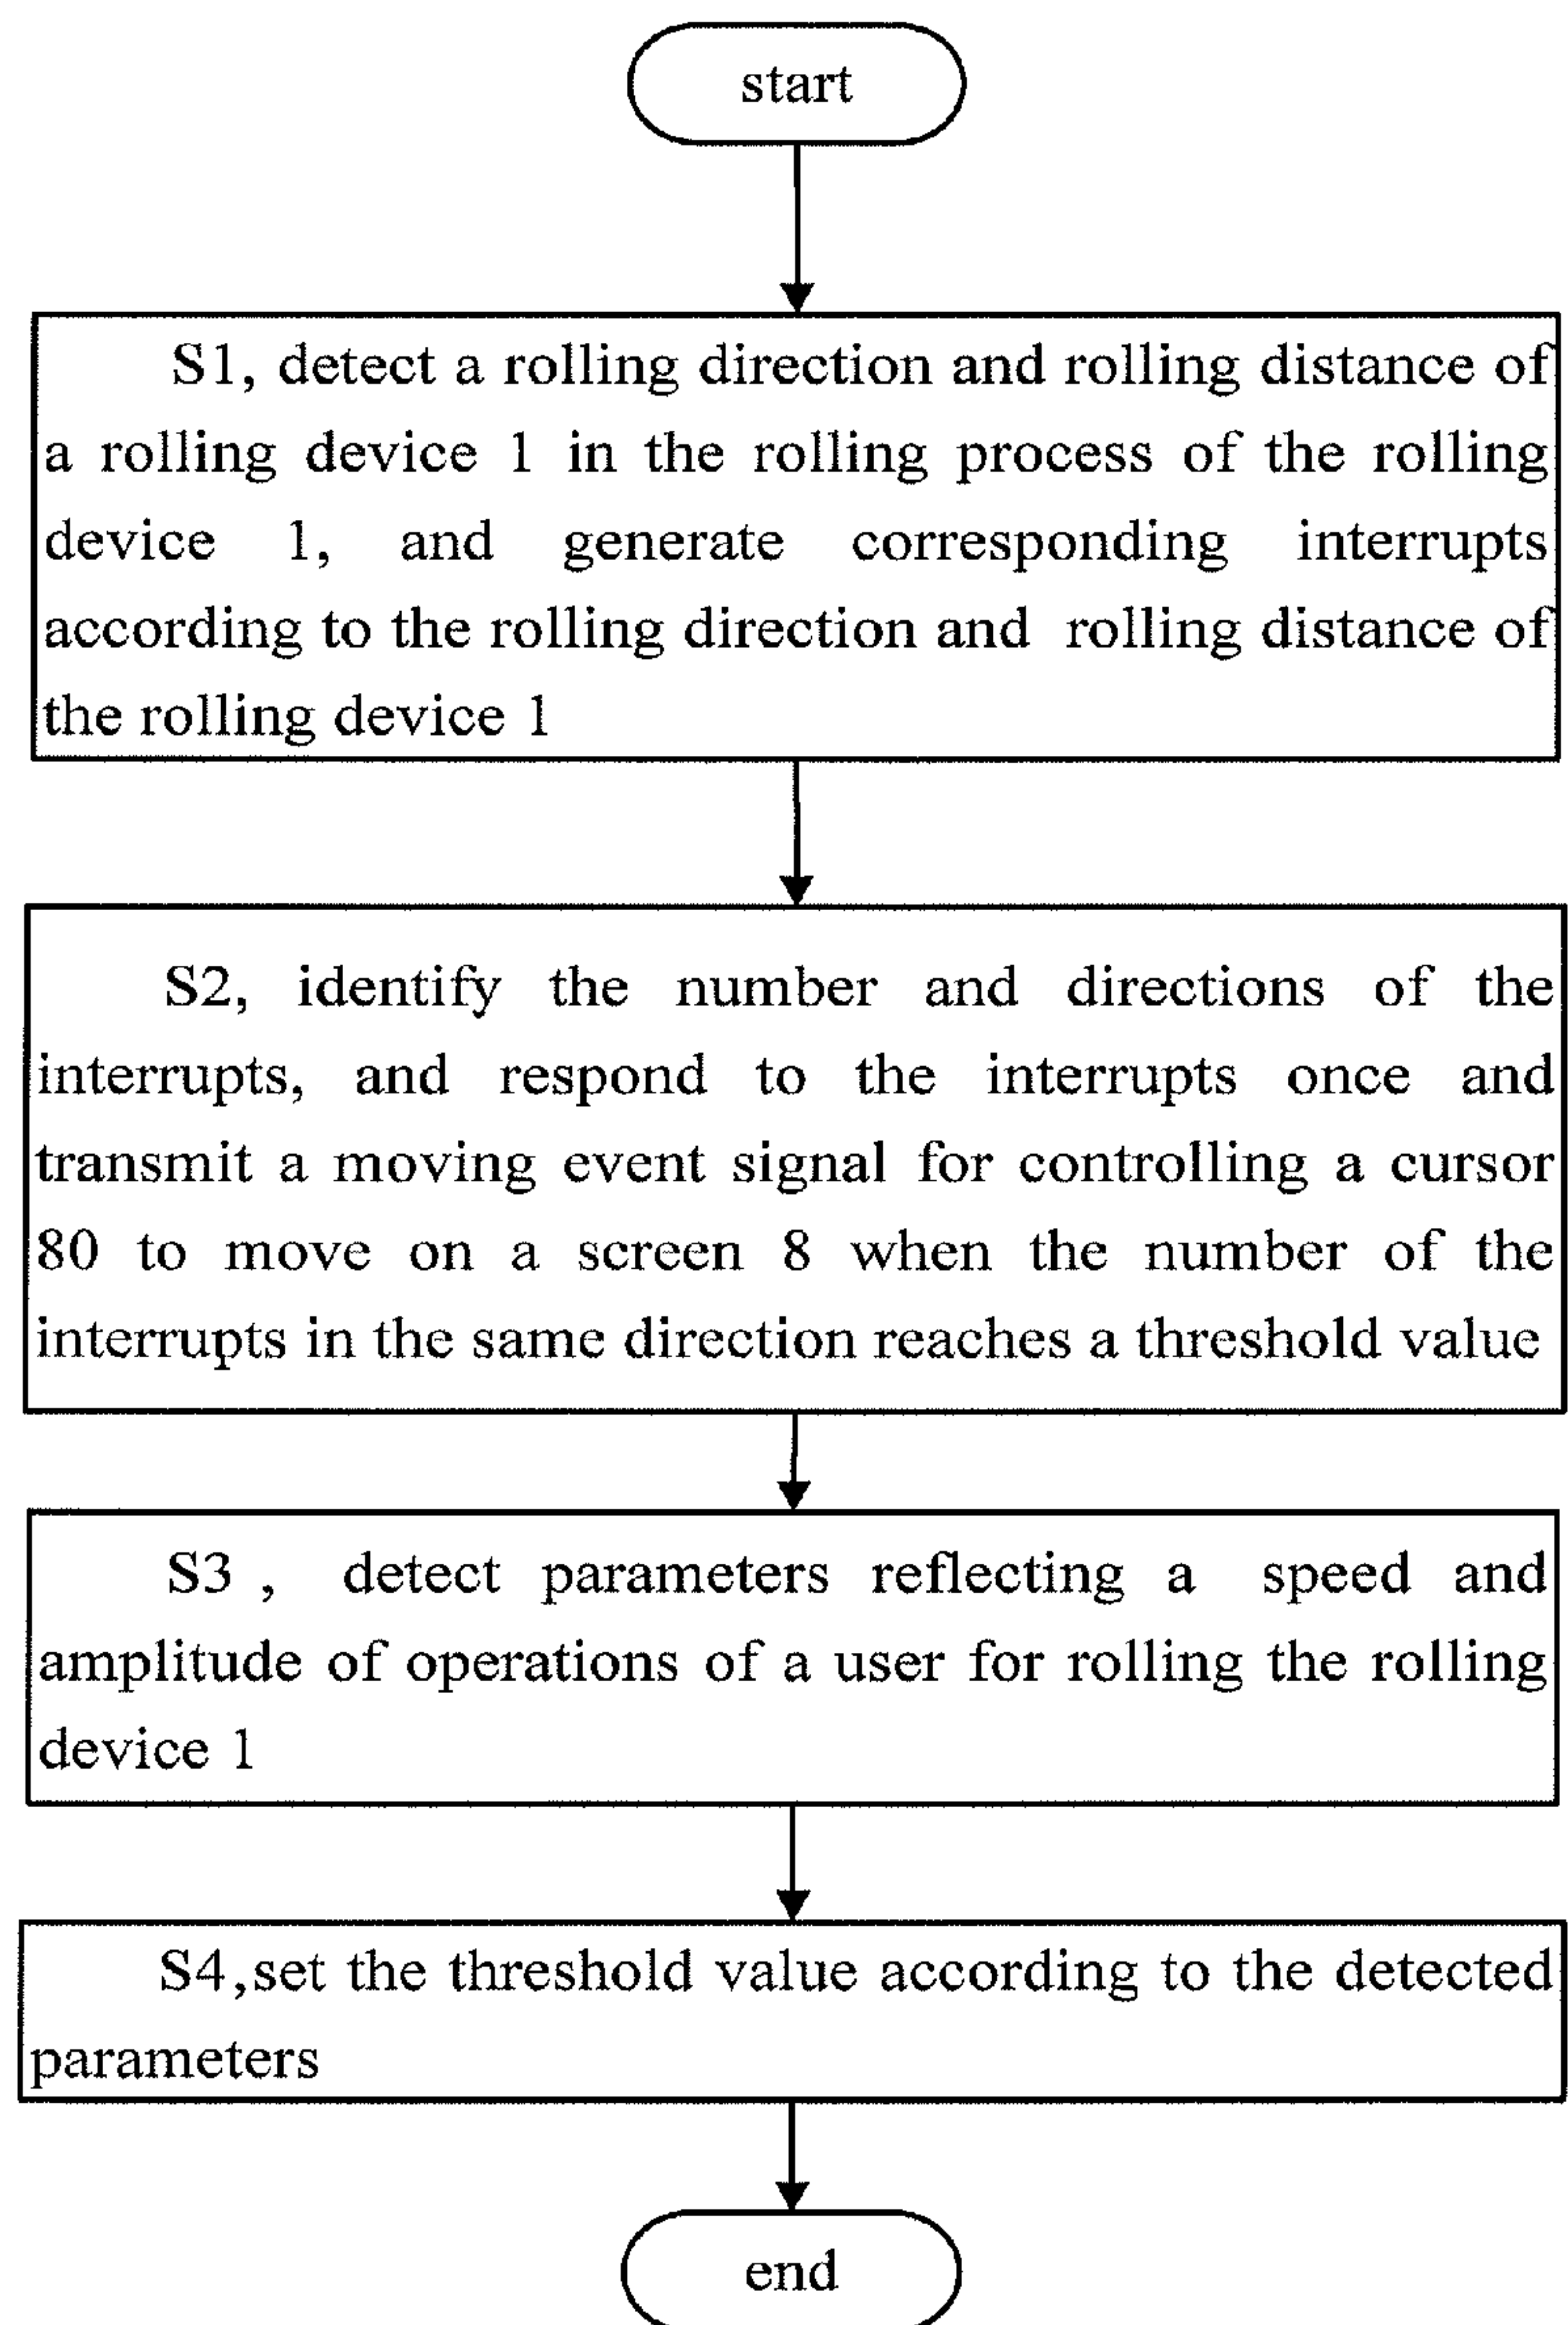 start
S1, detect a rolling direction and rolling distance of
a rolling device 1 in the rolling process of the rolling
device 1, and generate corresponding interrupts
according to the rolling direction and rolling distance of
the rolling device 1
S2, identify the number and directions of the
interrupts, and respond to the interrupts once and
transmit a moving event signal for controlling a cursor
80 to move on a screen 8 when the number of the
interrupts in the same direction reaches a threshold value
S3 , detect parameters reflecting a speed and
amplitude of operations of a user for rolling the rolling
device 1
S4,set the threshold value according to the detected
parameters
end